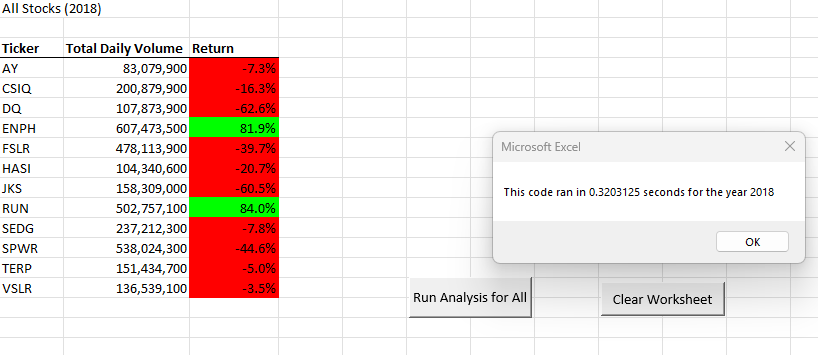 All Stocks (2018)
Ticker Total Daily Volume Return
AY 83,079,900 -7.3%
CSIQ 200,879,900 -16.3%
DQ 107,873,900 -62.6%
ENPH 607,473,500 81.9%
FSLR 478,113,900 -39.7%
HASI 104,340,600 -20.7%
JKS 158,309,000 -60.5%
RUN 502,757,100 84.0%
SEDG 237,212,300 -7.8%
SPWR 538,024,300 -44.6%
TERP 151,434,700 -5.0%
VSLR 136,539,100 -3.5%
Microsoft Excel
This code ran in 0.3203125 seconds for the year 2018
OK
Run Analysis for All
Clear Worksheet